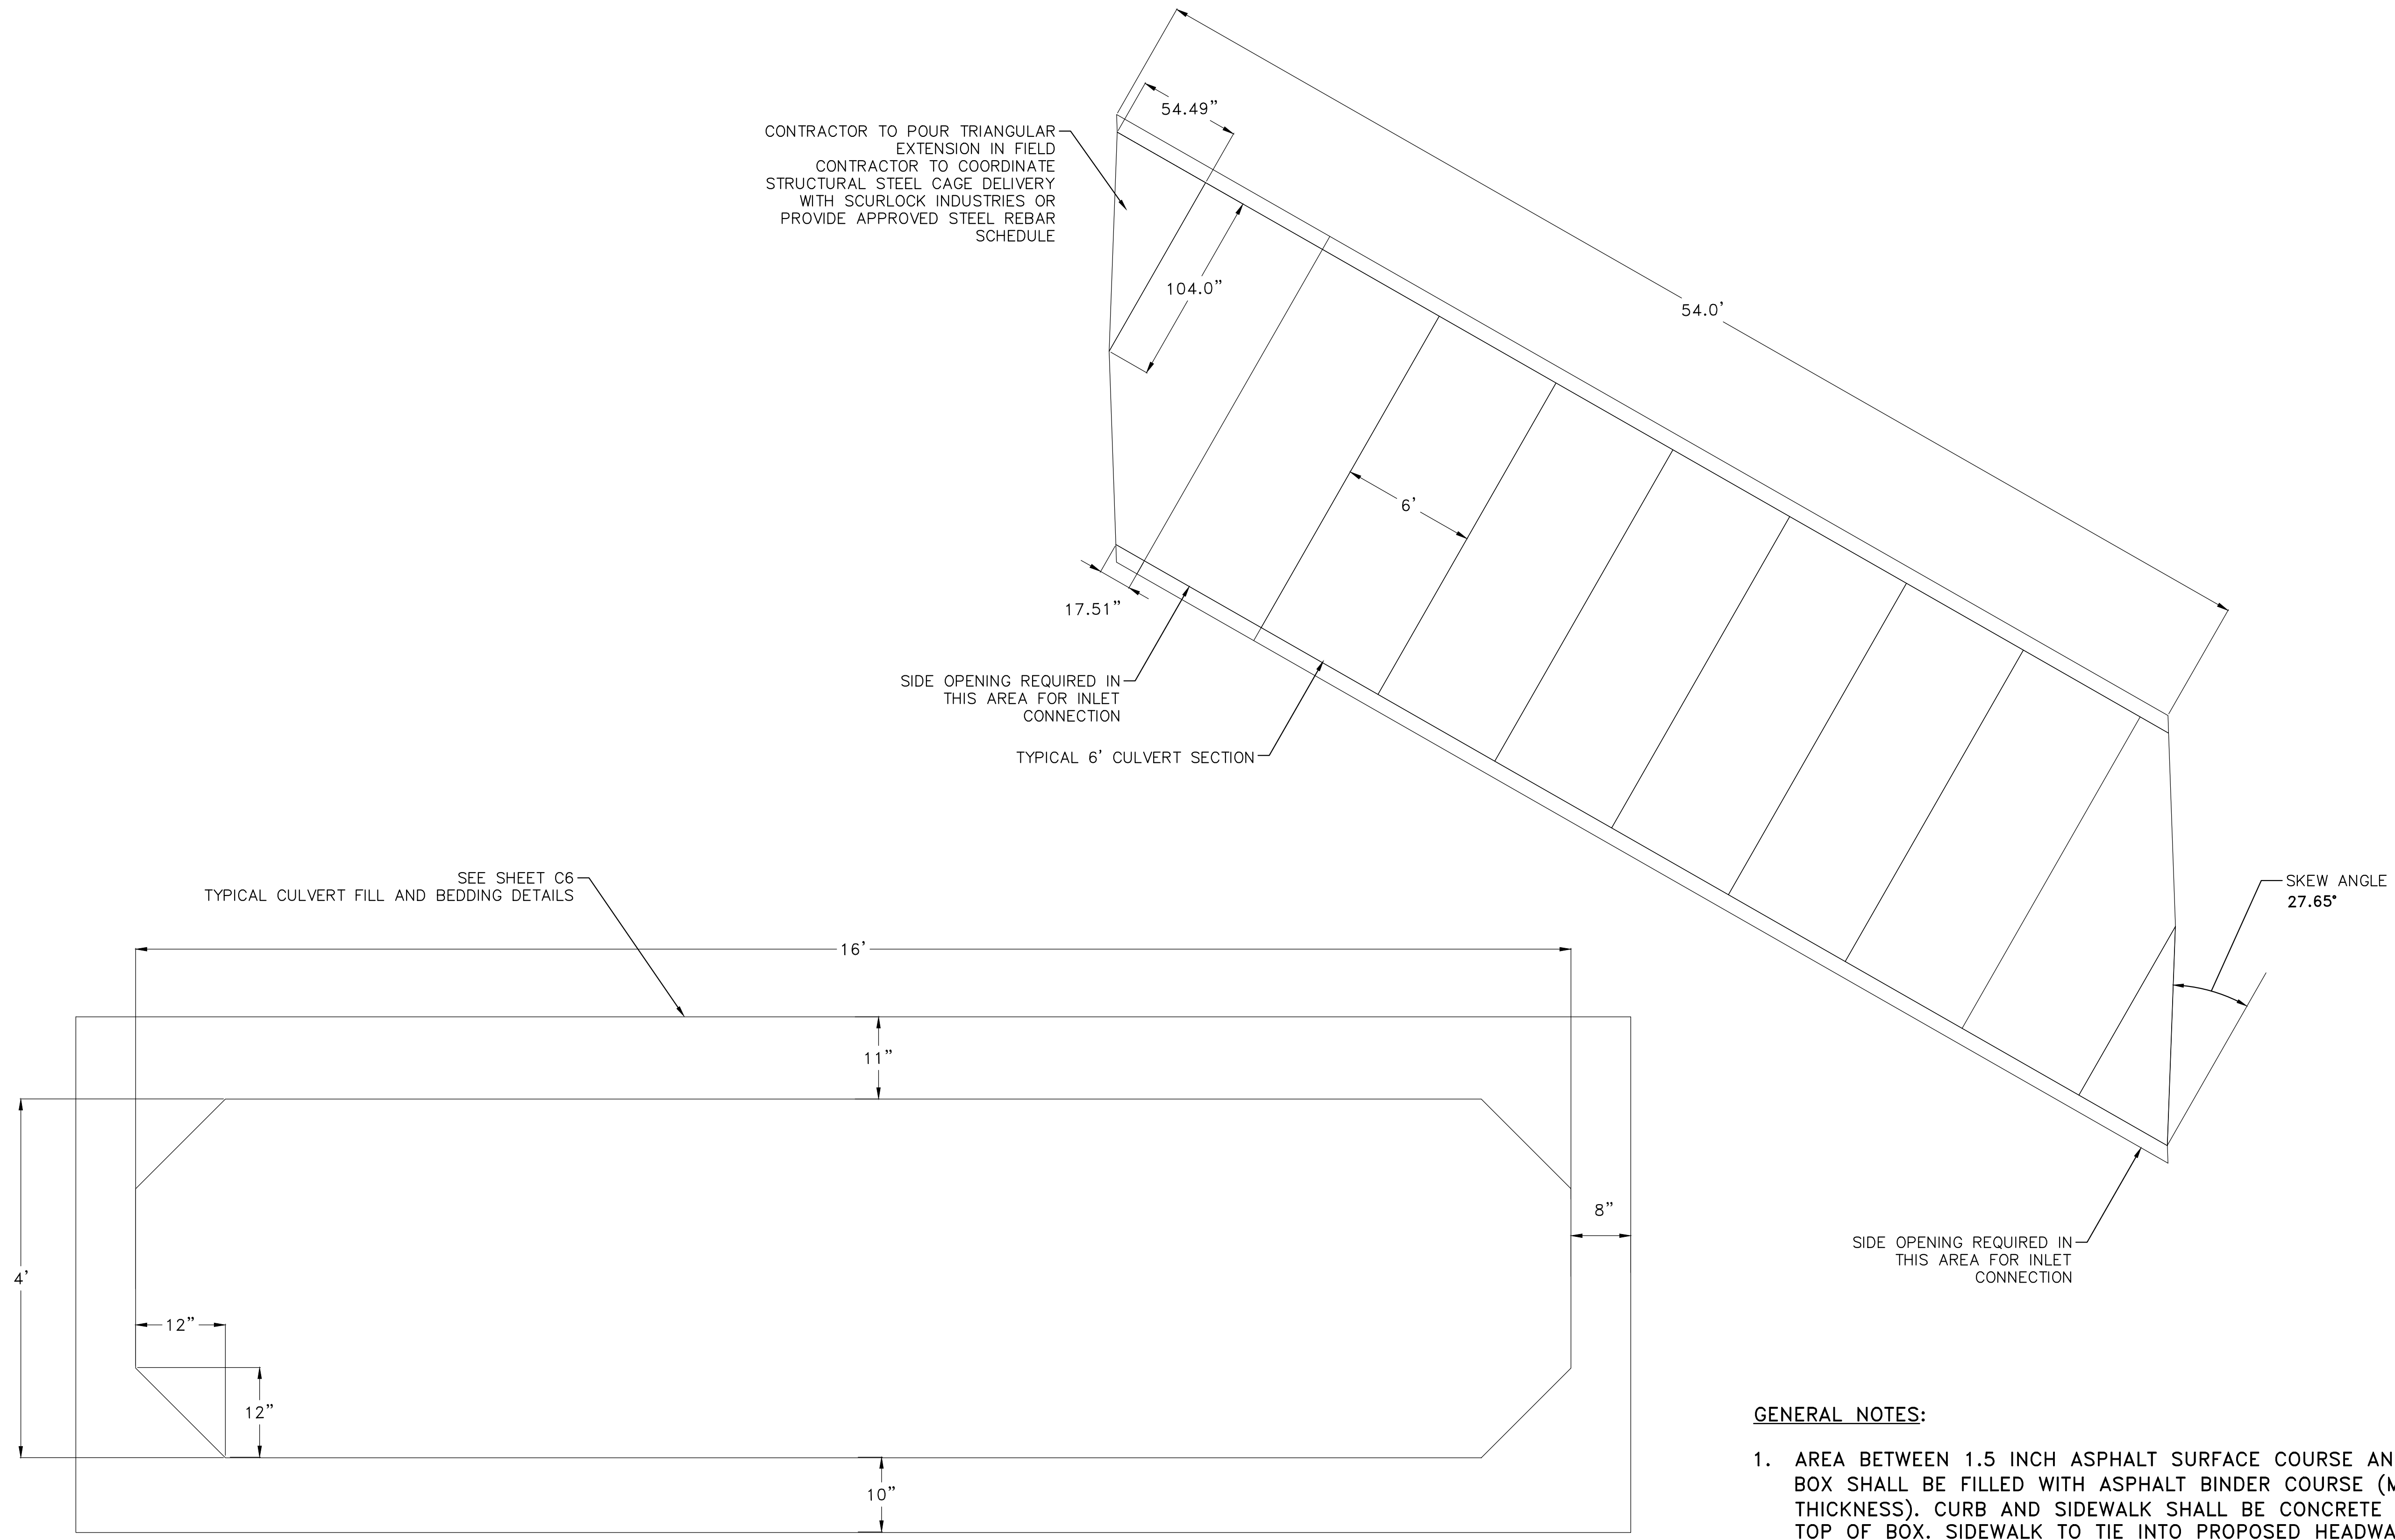 54.49”
CONTRACTOR TO POUR TRIANGULAR
EXTENSION IN FIELD
CONTRACTOR TO COORDINATE
STRUCTURAL STEEL CAGE DELIVERY
WITH SCURLOCK INDUSTRIES OR
PROVIDE APPROVED STEEL REBAR
SCHEDULE
104.0”
54.0'
6'
17.51”
SIDE OPENING REQUIRED IN
THIS AREA FOR INLET
CONNECTION
TYPICAL 6' CULVERT SECTION
SEE SHEET C6
TYPICAL CULVERT FILL AND BEDDING DETAILS
SKEW ANGLE
27.65°
16'
11”
8”
4'
12”
12”
10”
SIDE OPENING REQUIRED IN
THIS AREA FOR INLET
CONNECTION
GENERAL NOTES:
1. AREA BETWEEN 1.5 INCH ASPHALT SURFACE COURSE
BOX SHALL BE FILLED WITH ASPHALT BINDER COURSE
THICKNESS). CURB AND SIDEWALK SHALL BE CONCRETE
TOP OF BOX. SIDEWALK TO TIE INTO PROPOSED